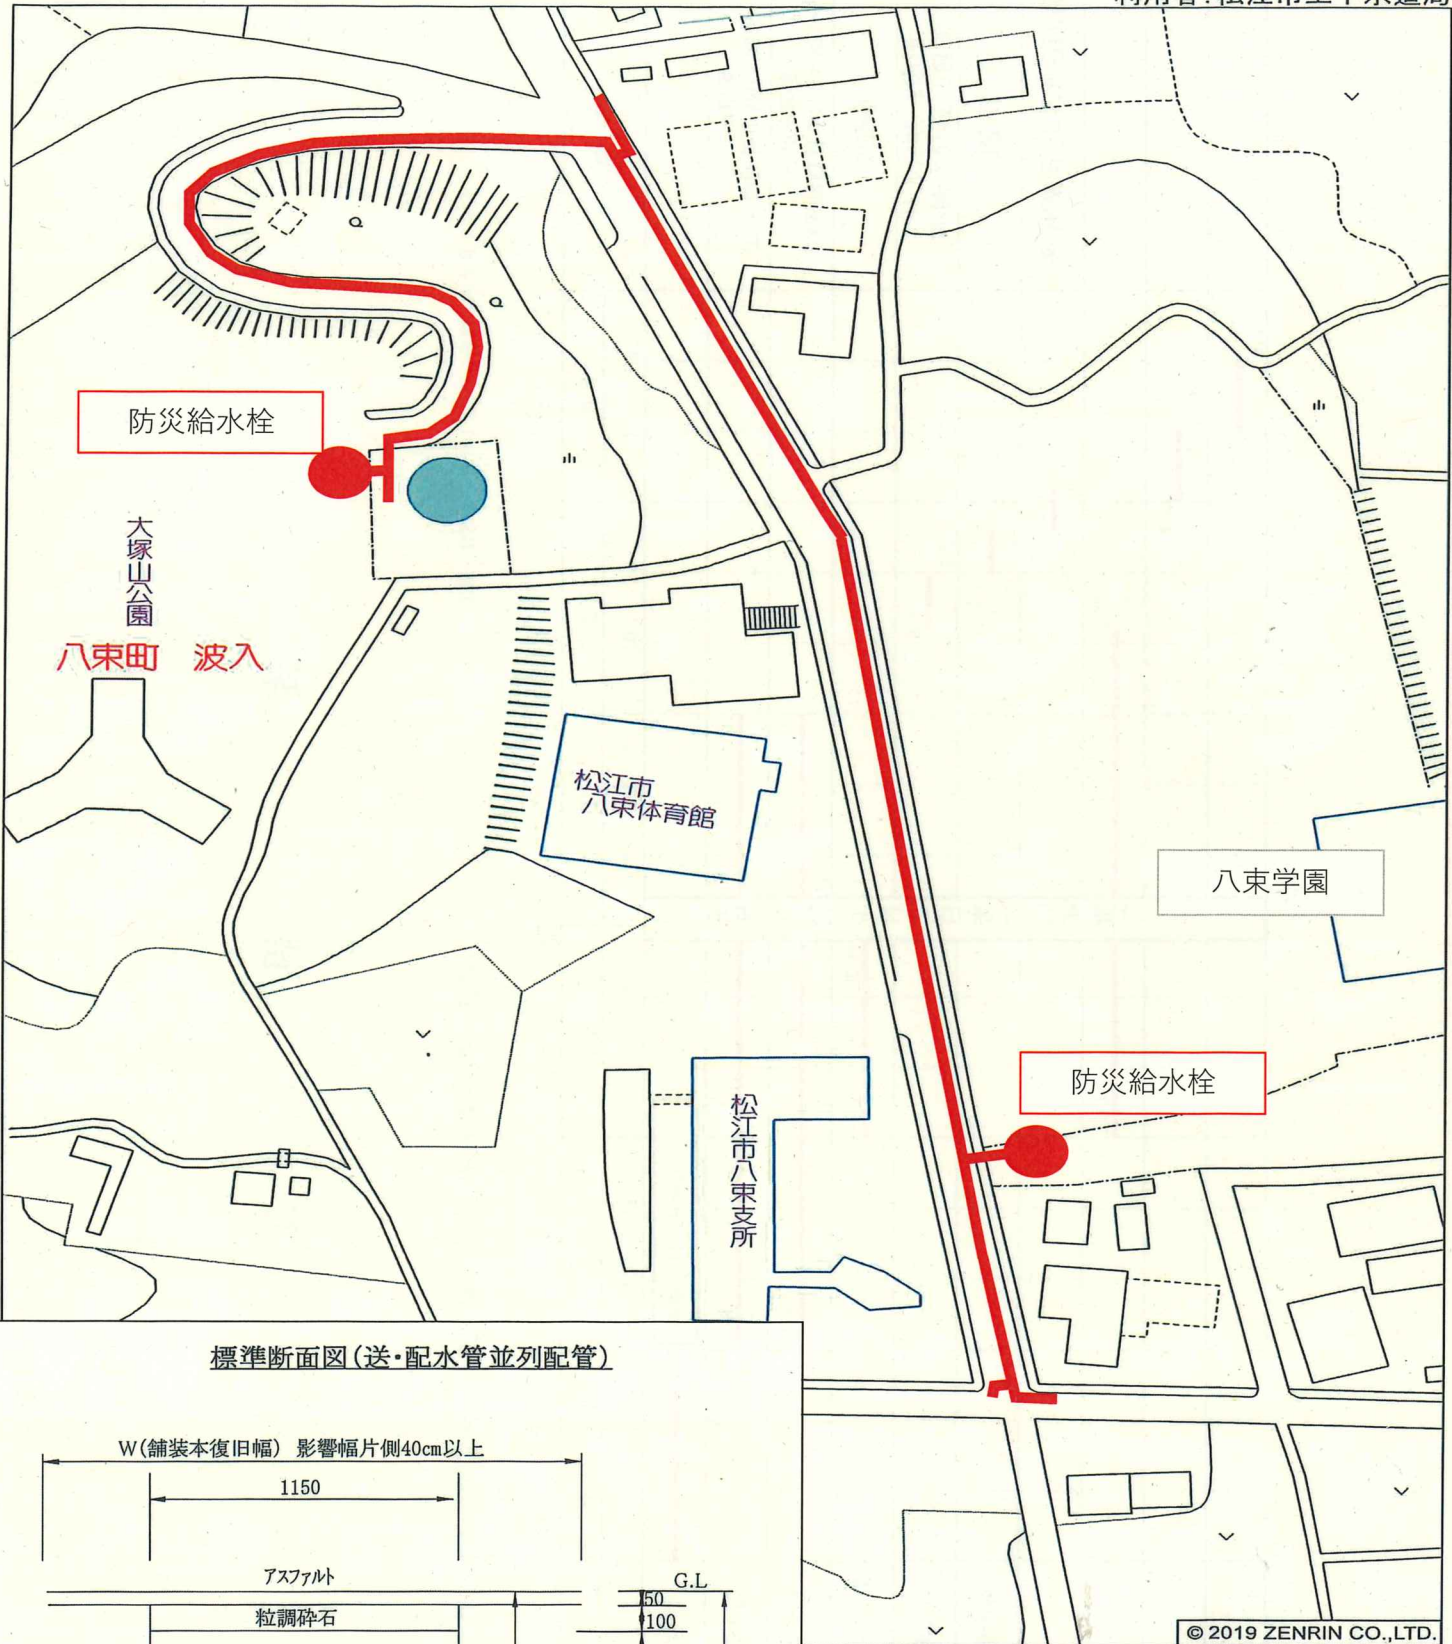 防災給水栓
大塚山公園
八束町 波入
松江市
八束体育館
八束学園
防災給水栓
松江市八束支所
標準断面図(送・配水管並列配管)
W(舗装本復旧幅) 影響幅片側40cm以上
1150
アスファルト
G.L
50
粒調砕石
100
© 2019 ZENRIN CO.,LTD.